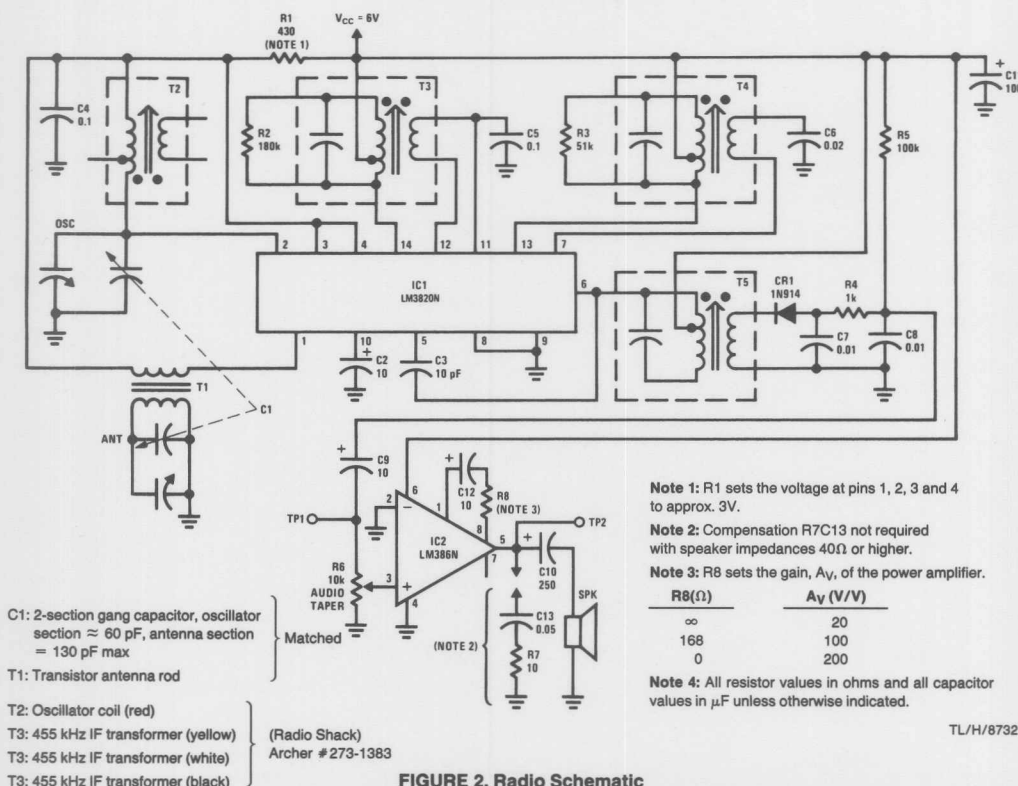 R1
430
(NOTE 1)
VCC = 6V
C4
0.1
T2
R2
180k
T3
C5
0.1
R3
51k
T4
C6
0.02
R5
100k
+
C1
100
OSC
2
3
4
14
12
11
13
7
IC1
LM3820N
6
1
10
5
8
9
+
C2
10
C3
10 pF
T5
CR1
1N914
R4
1k
C7
0.01
C8
0.01
T1
C1
ANT
+
C9
10
TP1
R6
10k
AUDIO
TAPER
2
−
6
1
IC2
LM386N
3
+
4
5
7
8
+
C12
10
R8
(NOTE 3)
TP2
+
C10
250
SPK
(NOTE 2)
C13
0.05
R7
10
Note 1: R1 sets the voltage at pins 1, 2, 3 and 4
to approx. 3V.
Note 2: Compensation R7C13 not required
with speaker impedances 40Ω or higher.
Note 3: R8 sets the gain, AV, of the power amplifier.
R8(Ω) AV (V/V)
∞ 20
168 100
0 200
Note 4: All resistor values in ohms and all capacitor
values in μF unless otherwise indicated.
C1: 2-section gang capacitor, oscillator
section ≈ 60 pF, antenna section
= 130 pF max
Matched
T1: Transistor antenna rod
T2: Oscillator coil (red)
T3: 455 kHz IF transformer (yellow)
T3: 455 kHz IF transformer (white)
T3: 455 kHz IF transformer (black)
(Radio Shack)
Archer #273-1383
TL/H/8732
FIGURE 2. Radio Schematic